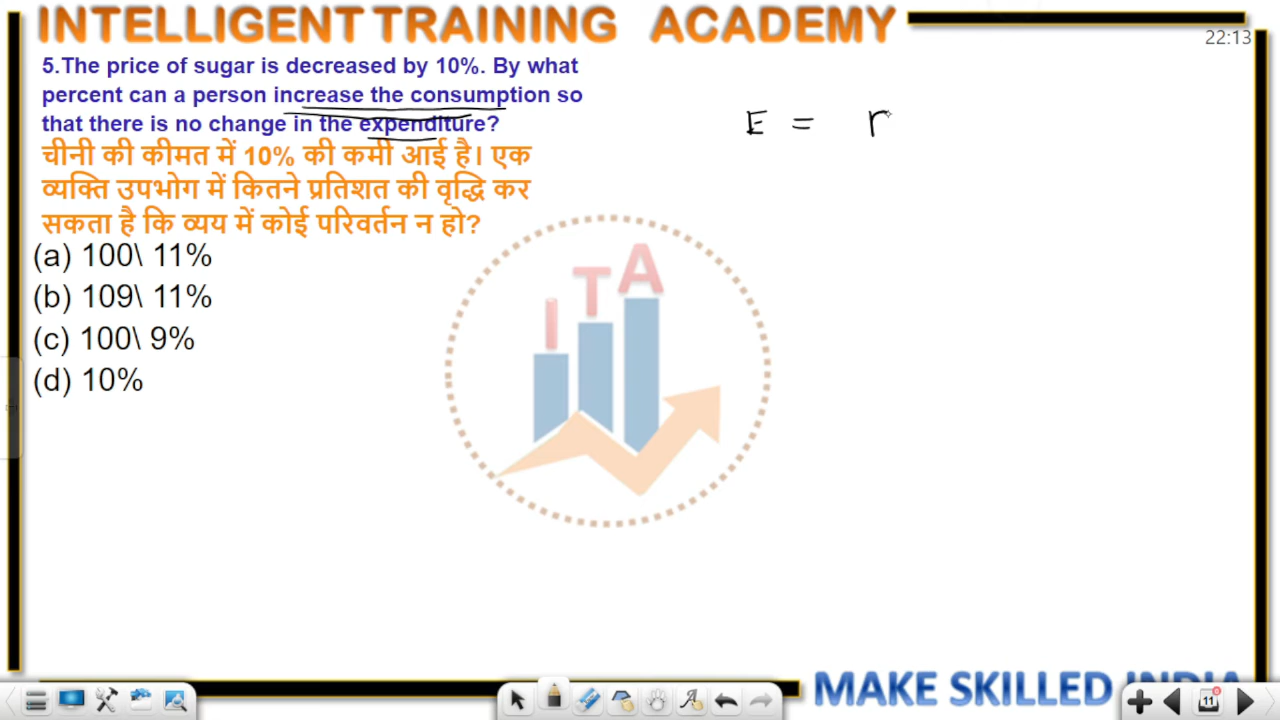 INTELLIGENT TRAINING ACADEMY
22:13
5.The price of sugar is decreased by 10%. By what
percent can a person increase the consumption so
that there is no change in the expenditure?
E = r
चीनी की कीमत में 10% की कमी आई है। एक
व्यक्ति उपभोग में कितने प्रतिशत की वृद्धि कर
सकता है कि व्यय में कोई परिवर्तन न हो?
(a) 100\ 11%
(b) 109\ 11%
(c) 100\ 9%
(d) 10%
I T A
MAKE SKILLED INDIA
11